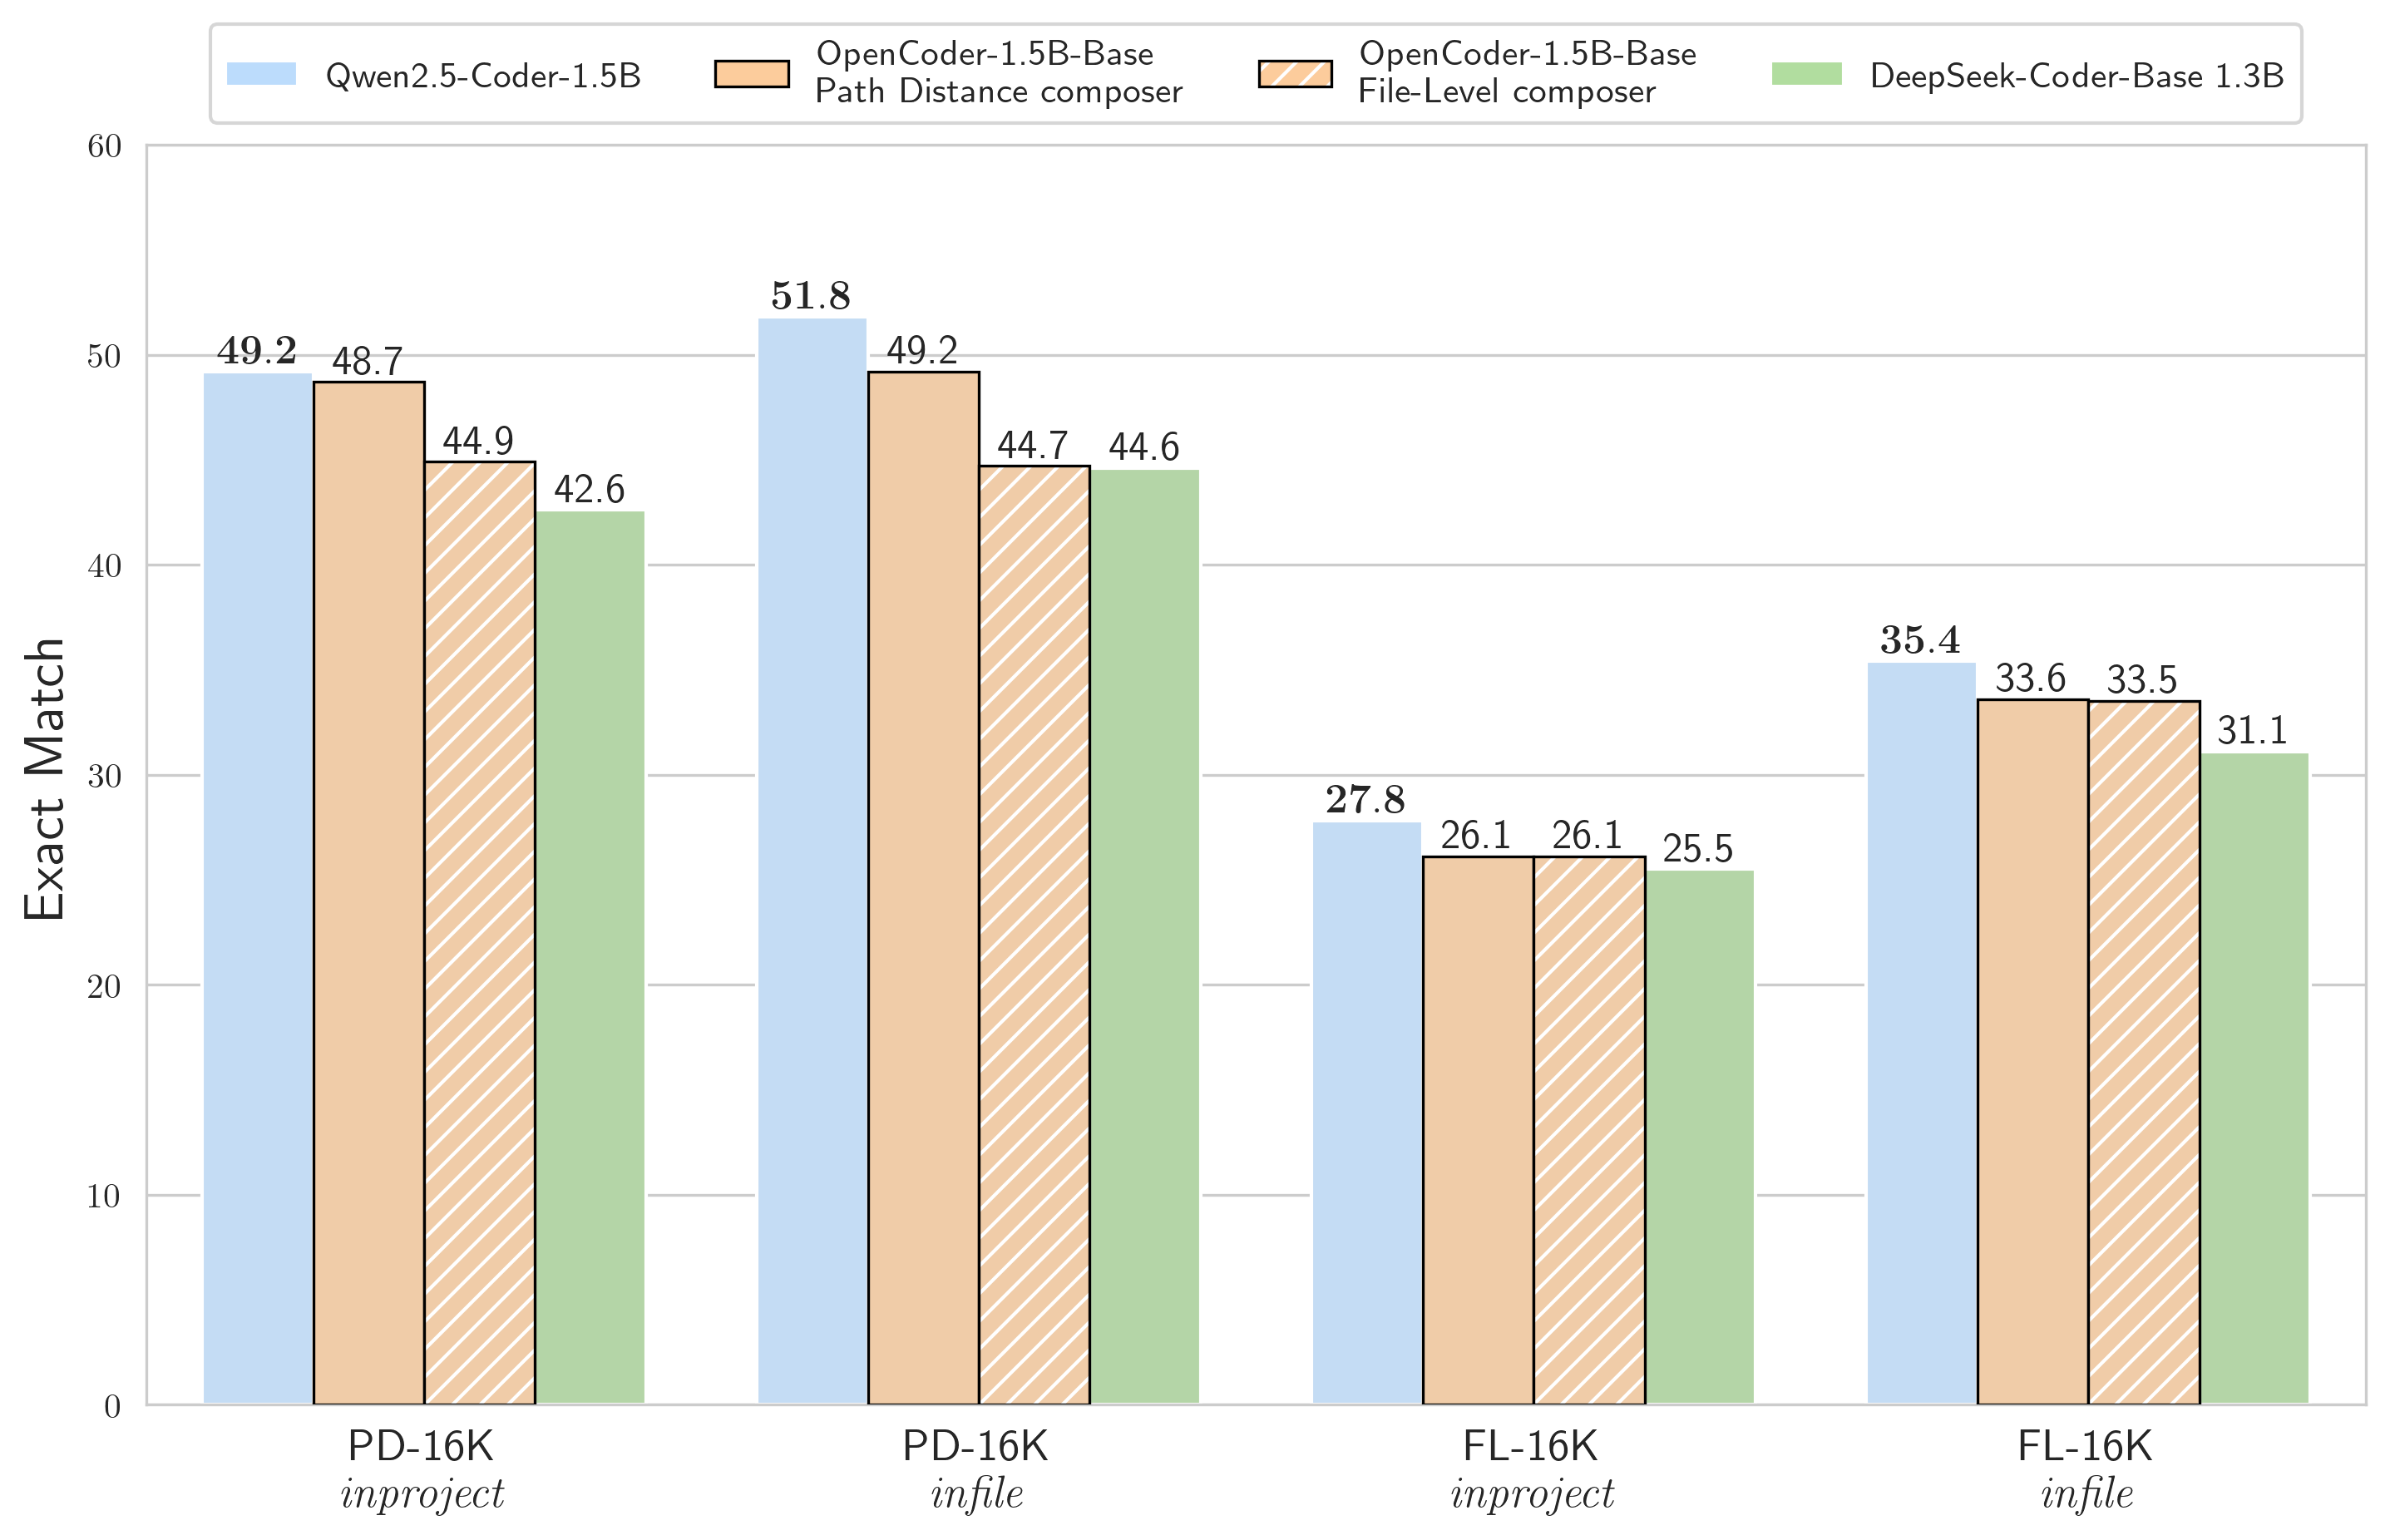 Qwen2.5-Coder-1.5B
OpenCoder-1.5B-Base
Path Distance composer
OpenCoder-1.5B-Base
File-Level composer
DeepSeek-Coder-Base 1.3B
Exact Match
60
50
40
30
20
10
0
49.2
48.7
44.9
42.6
51.8
49.2
44.7
44.6
27.8
26.1
26.1
25.5
35.4
33.6
33.5
31.1
PD-16K
inproject
PD-16K
infile
FL-16K
inproject
FL-16K
infile